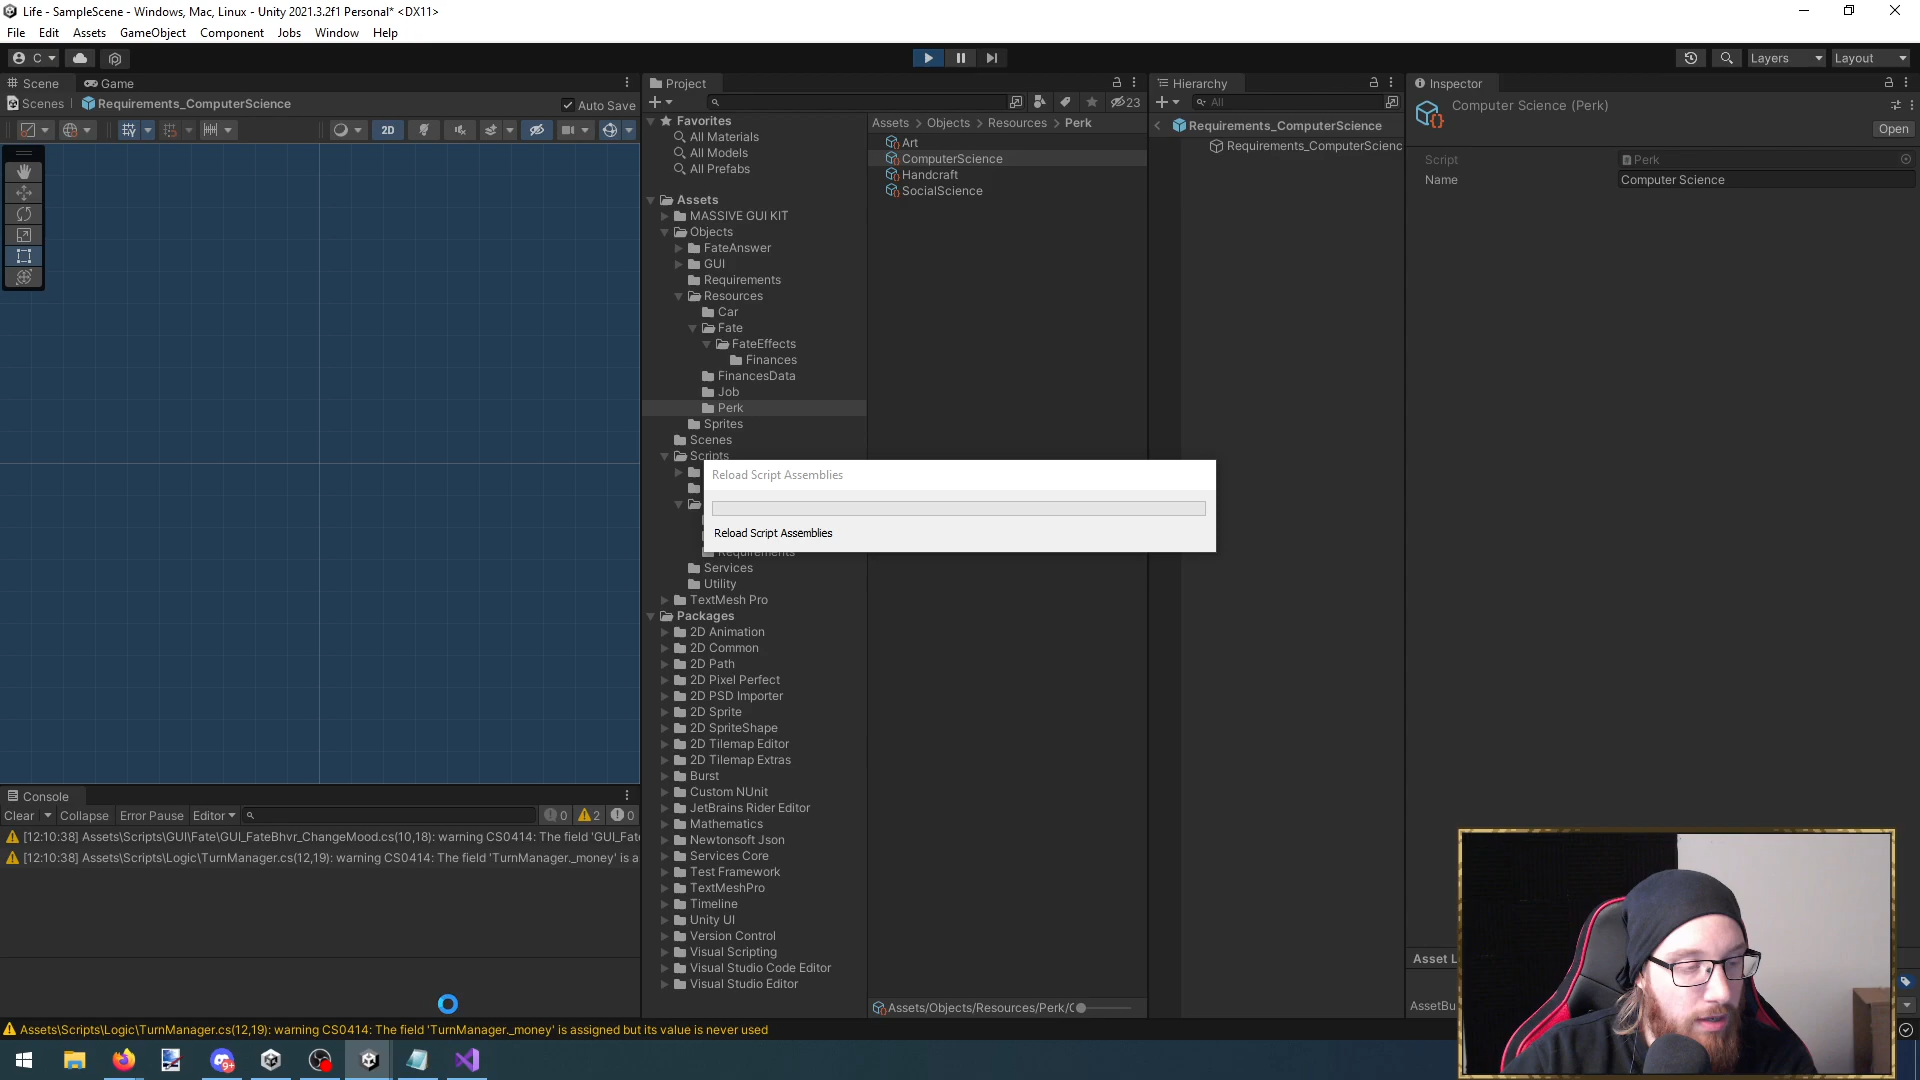 Life - SampleScene - Windows, Mac, Linux - Unity 2021.3.2f1 Personal* <DX11>
File Edit Assets GameObject Component Jobs Window Help
C Layers Layout
Scene Game
Scenes Requirements_ComputerScience Auto Save
2D
Project
23
Favorites
All Materials
All Models
All Prefabs
Assets
MASSIVE GUI KIT
Objects
FateAnswer
GUI
Requirements
Resources
Car
Fate
FateEffects
Finances
FinancesData
Job
Perk
Sprites
Scenes
Scripts
Requirements
Services
Utility
TextMesh Pro
Packages
2D Animation
2D Common
2D Path
2D Pixel Perfect
2D PSD Importer
2D Sprite
2D SpriteShape
2D Tilemap Editor
2D Tilemap Extras
Burst
Custom NUnit
JetBrains Rider Editor
Mathematics
Newtonsoft Json
Services Core
Test Framework
TextMeshPro
Timeline
Unity UI
Version Control
Visual Scripting
Visual Studio Code Editor
Visual Studio Editor
Assets > Objects > Resources > Perk
Art
ComputerScience
Handcraft
SocialScience
Assets/Objects/Resources/Perk/C
Reload Script Assemblies
Reload Script Assemblies
Hierarchy
All
Requirements_ComputerScience
Requirements_ComputerScienc
Inspector
Computer Science (Perk)
Open
Script Perk
Name Computer Science
Asset L
AssetBu
Console
Clear Collapse Error Pause Editor 0 2 0
[12:10:38] Assets\Scripts\GUI\Fate\GUI_FateBhvr_ChangeMood.cs(10,18): warning CS0414: The field 'GUI_Fate
[12:10:38] Assets\Scripts\Logic\TurnManager.cs(12,19): warning CS0414: The field 'TurnManager._money' is a
Assets\Scripts\Logic\TurnManager.cs(12,19): warning CS0414: The field 'TurnManager._money' is assigned but its value is never used
9+